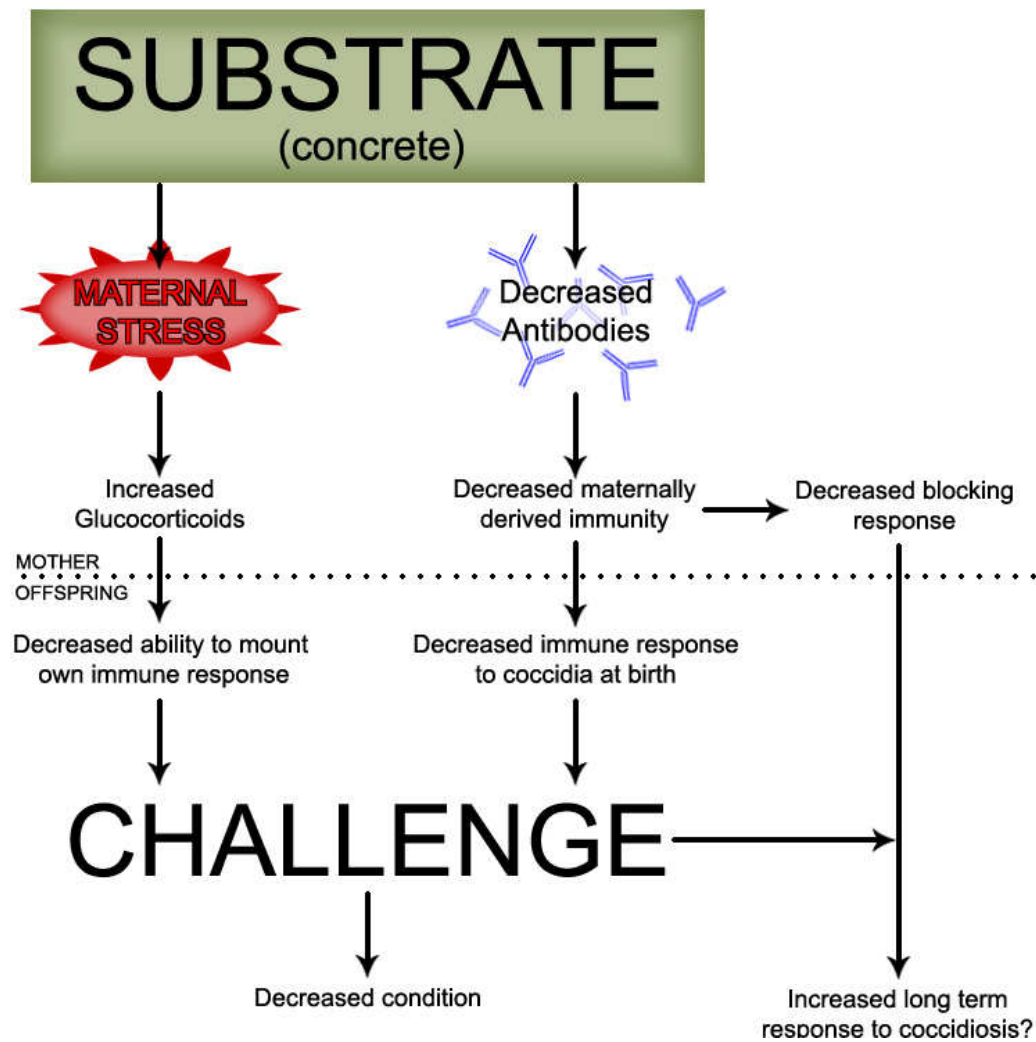 SUBSTRATE
(concrete)
MATERNAL
STRESS
Decreased
Antibodies
Increased
Glucocorticoids
Decreased maternally
derived immunity
Decreased blocking
response
MOTHER
OFFSPRING
Decreased ability to mount
own immune response
Decreased immune response
to coccidia at birth
CHALLENGE
Decreased condition
Increased long term
response to coccidiosis?